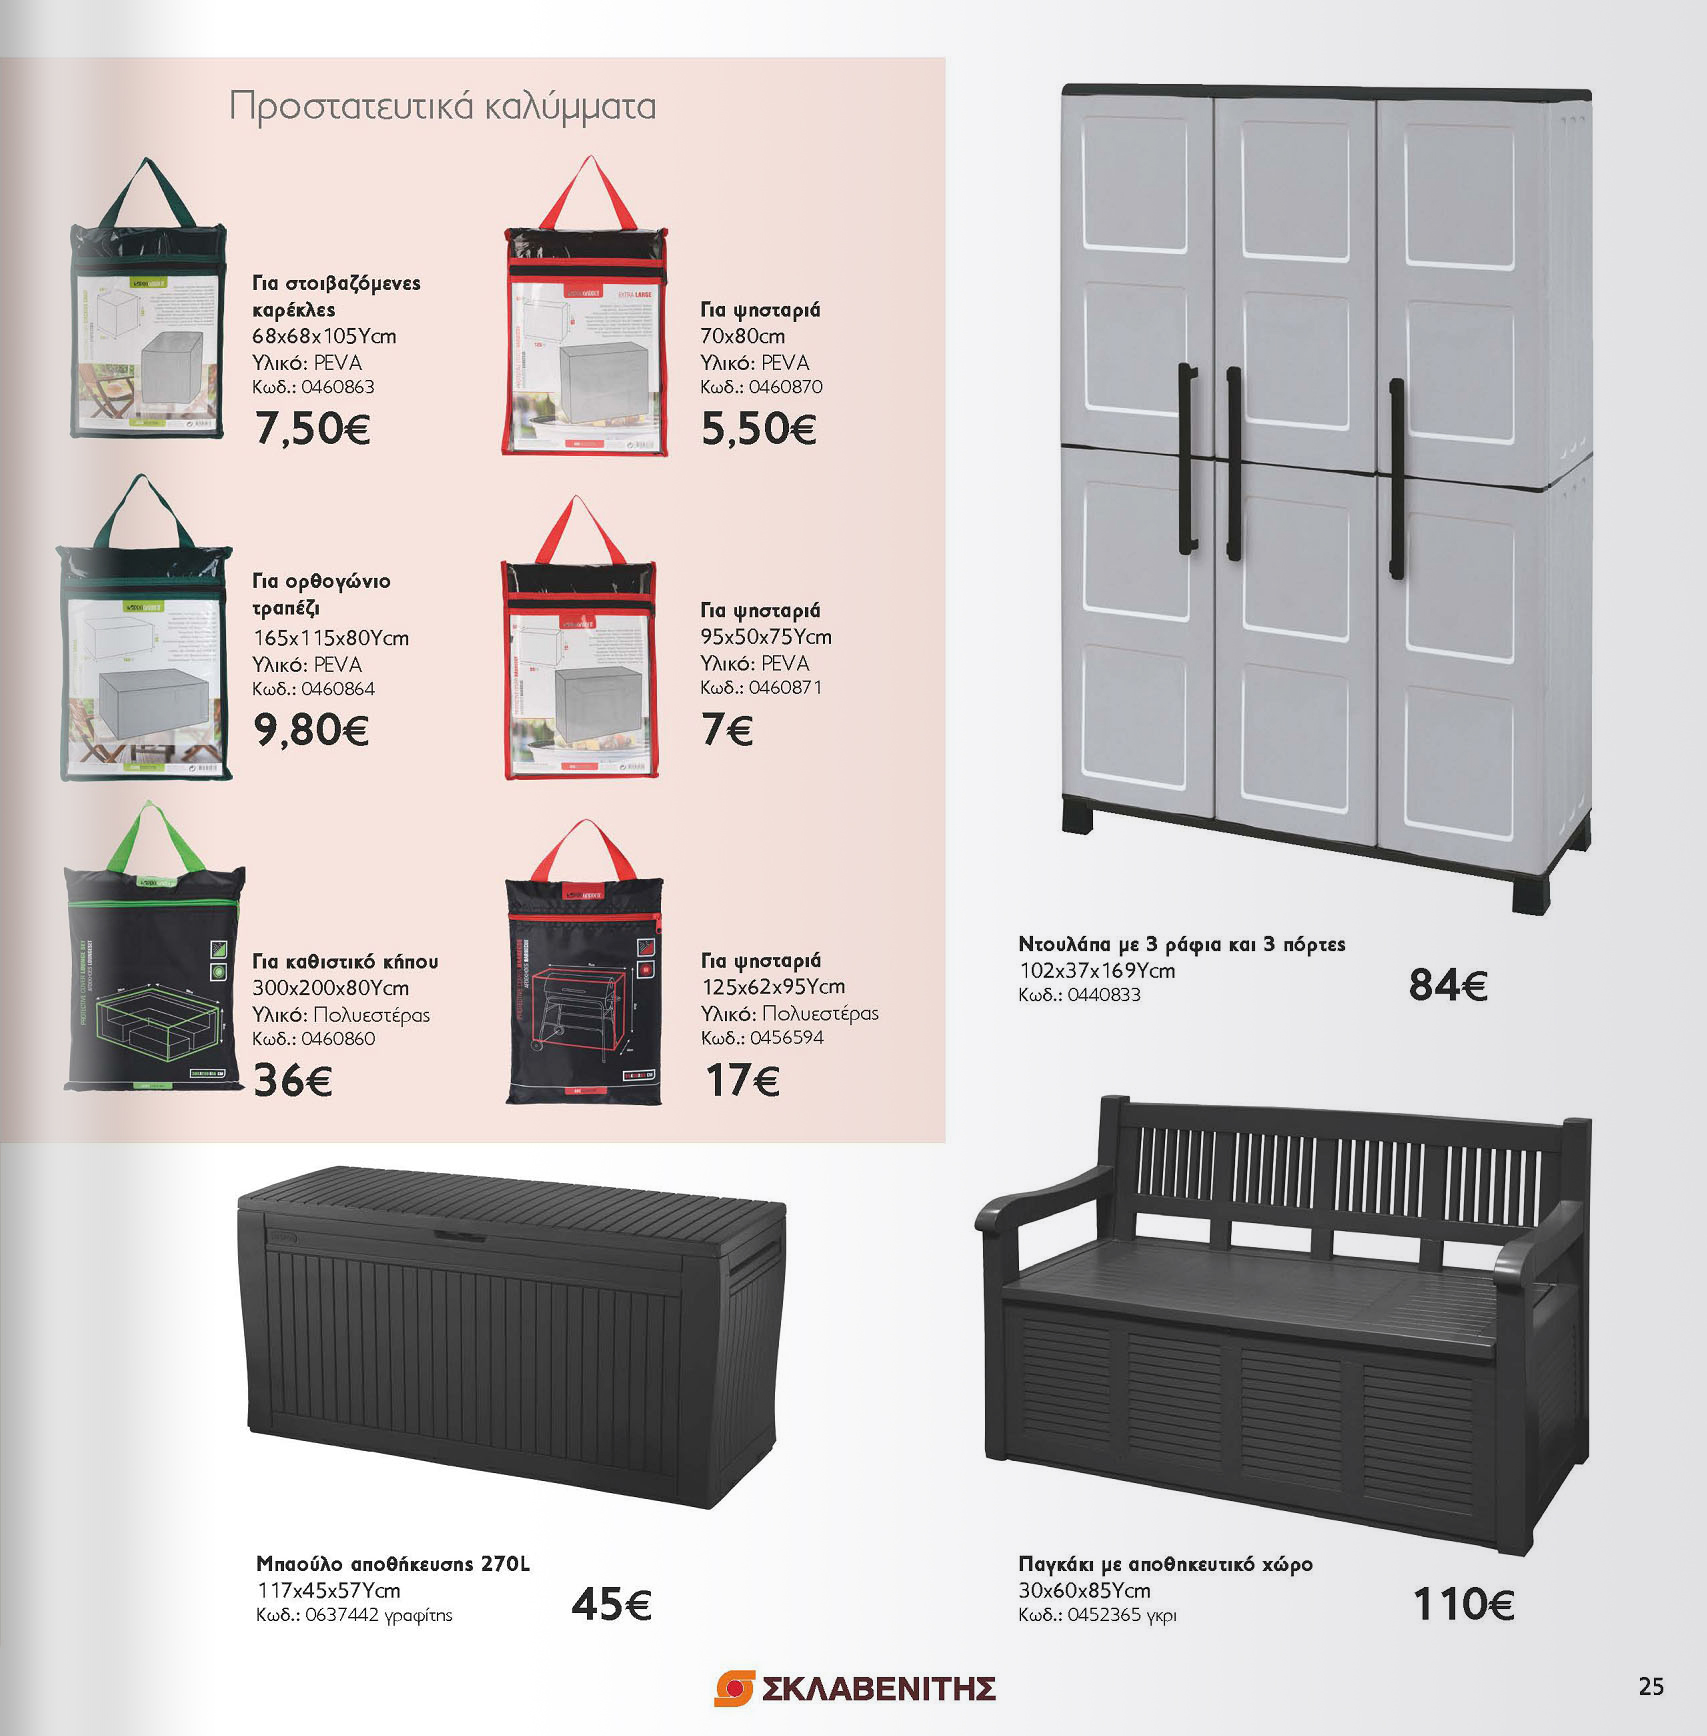 Προστατευτικά καλύμματα
Για στοιβαζόμενες
καρέκλες
68x68x105Ycm
Υλικό: PEVA
Κωδ.: 0460863
7,50€
EXTRA LARGE
Για ψησταριά
70x80cm
Υλικό: PEVA
Κωδ.: 0460870
5,50€
Για ορθογώνιο
τραπέζι
165x115x80Ycm
Υλικό: PEVA
Κωδ.: 0460864
9,80€
Για ψησταριά
95x50x75Ycm
Υλικό: PEVA
Κωδ.: 0460871
7€
Για καθιστικό κήπου
300x200x80Ycm
Υλικό: Πολυεστέρας
Κωδ.: 0460860
36€
Για ψησταριά
125x62x95Ycm
Υλικό: Πολυεστέρας
Κωδ.: 0456594
17€
Ντουλάπα με 3 ράφια και 3 πόρτες
102x37x169Ycm
Κωδ.: 0440833
84€
Μπαούλο αποθήκευσης 270L
117x45x57Ycm
Κωδ.: 0637442 γραφίτης
45€
Παγκάκι με αποθηκευτικό χώρο
30x60x85Ycm
Κωδ.: 0452365 γκρι
110€
ΣΚΛΑΒΕΝΙΤΗΣ
25